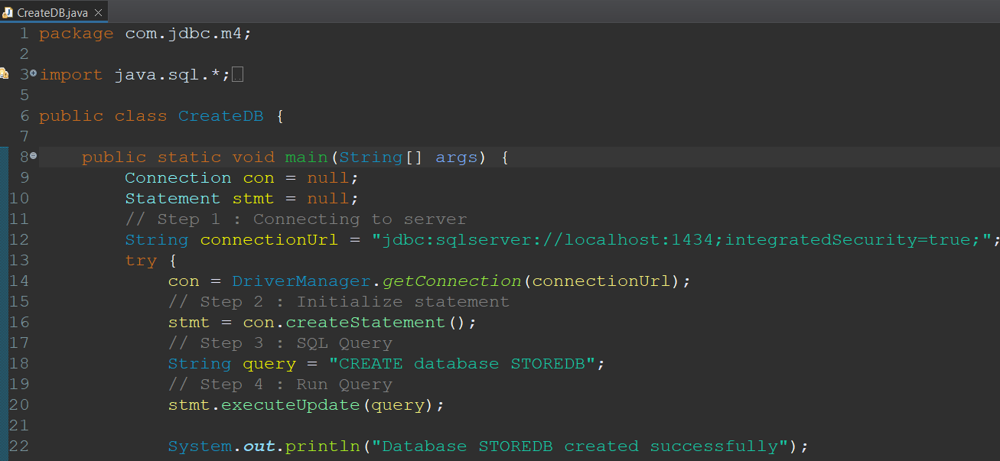 CreateDB.java
1 package com.jdbc.m4;
2
3 import java.sql.*;
5
6 public class CreateDB {
7
8 public static void main(String[] args) {
9 Connection con = null;
10 Statement stmt = null;
11 // Step 1 : Connecting to server
12 String connectionUrl = "jdbc:sqlserver://localhost:1434;integratedSecurity=true;";
13 try {
14 con = DriverManager.getConnection(connectionUrl);
15 // Step 2 : Initialize statement
16 stmt = con.createStatement();
17 // Step 3 : SQL Query
18 String query = "CREATE database STOREDB";
19 // Step 4 : Run Query
20 stmt.executeUpdate(query);
21
22 System.out.println("Database STOREDB created successfully");